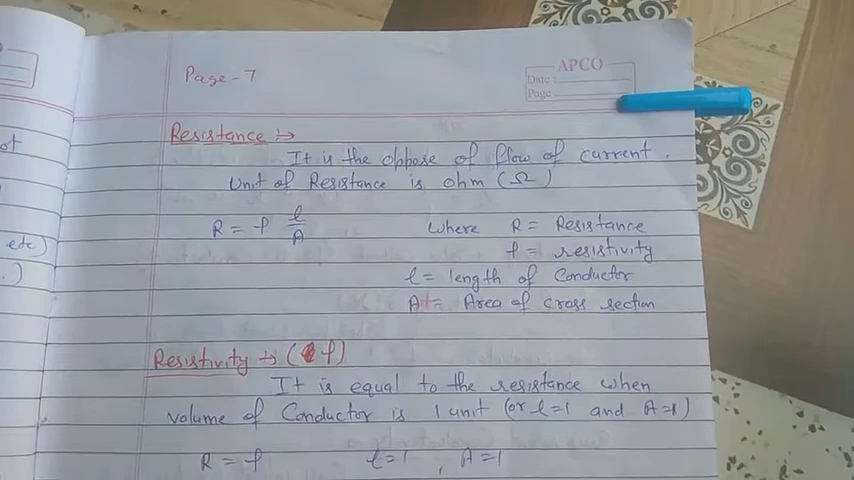 Page - 7
APCO
Date :
Page
Resistance :->
It is the oppose of flow of current.
Unit of Resistance is ohm (Ω)
R = ρ l/A
where R = Resistance
ρ = resistivity
l = length of Conductor
A = Area of cross section
Resistivity -> (ρ)
It is equal to the resistance when
volume of Conductor is 1 unit (or l=1 and A=1)
R = ρ l=1 , A=1
ot
etc)
.)